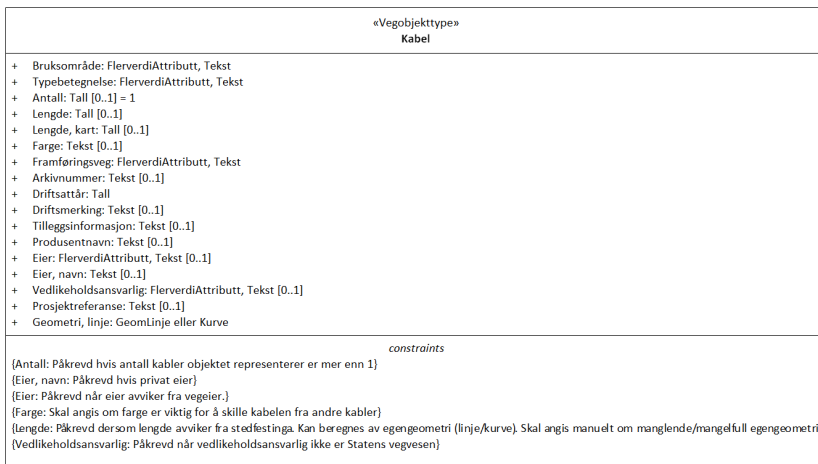 «Vegobjekttype»
Kabel
+ Bruksområde: FlerverdiAttributt, Tekst
+ Typebetegnelse: FlerverdiAttributt, Tekst
+ Antall: Tall [0..1] = 1
+ Lengde: Tall [0..1]
+ Lengde, kart: Tall [0..1]
+ Farge: Tekst [0..1]
+ Framføringsveg: FlerverdiAttributt, Tekst
+ Arkivnummer: Tekst [0..1]
+ Driftsattår: Tall
+ Driftsmerking: Tekst [0..1]
+ Tilleggsinformasjon: Tekst [0..1]
+ Produsentnavn: Tekst [0..1]
+ Eier: FlerverdiAttributt, Tekst [0..1]
+ Eier, navn: Tekst [0..1]
+ Vedlikeholdsansvarlig: FlerverdiAttributt, Tekst [0..1]
+ Prosjektreferanse: Tekst [0..1]
+ Geometri, linje: GeomLinje eller Kurve
constraints
{Antall: Påkrevd hvis antall kabler objektet representerer er mer enn 1}
{Eier, navn: Påkrevd hvis privat eier}
{Eier: Påkrevd når eier avviker fra vegeier.}
{Farge: Skal angis om farge er viktig for å skille kabelen fra andre kabler}
{Lengde: Påkrevd dersom lengde avviker fra stedfestinga. Kan beregnes av egengeometri (linje/kurve). Skal angis manuelt om manglende/mangelfull egengeometri
{Vedlikeholdsansvarlig: Påkrevd når vedlikeholdsansvarlig ikke er Statens vegvesen}